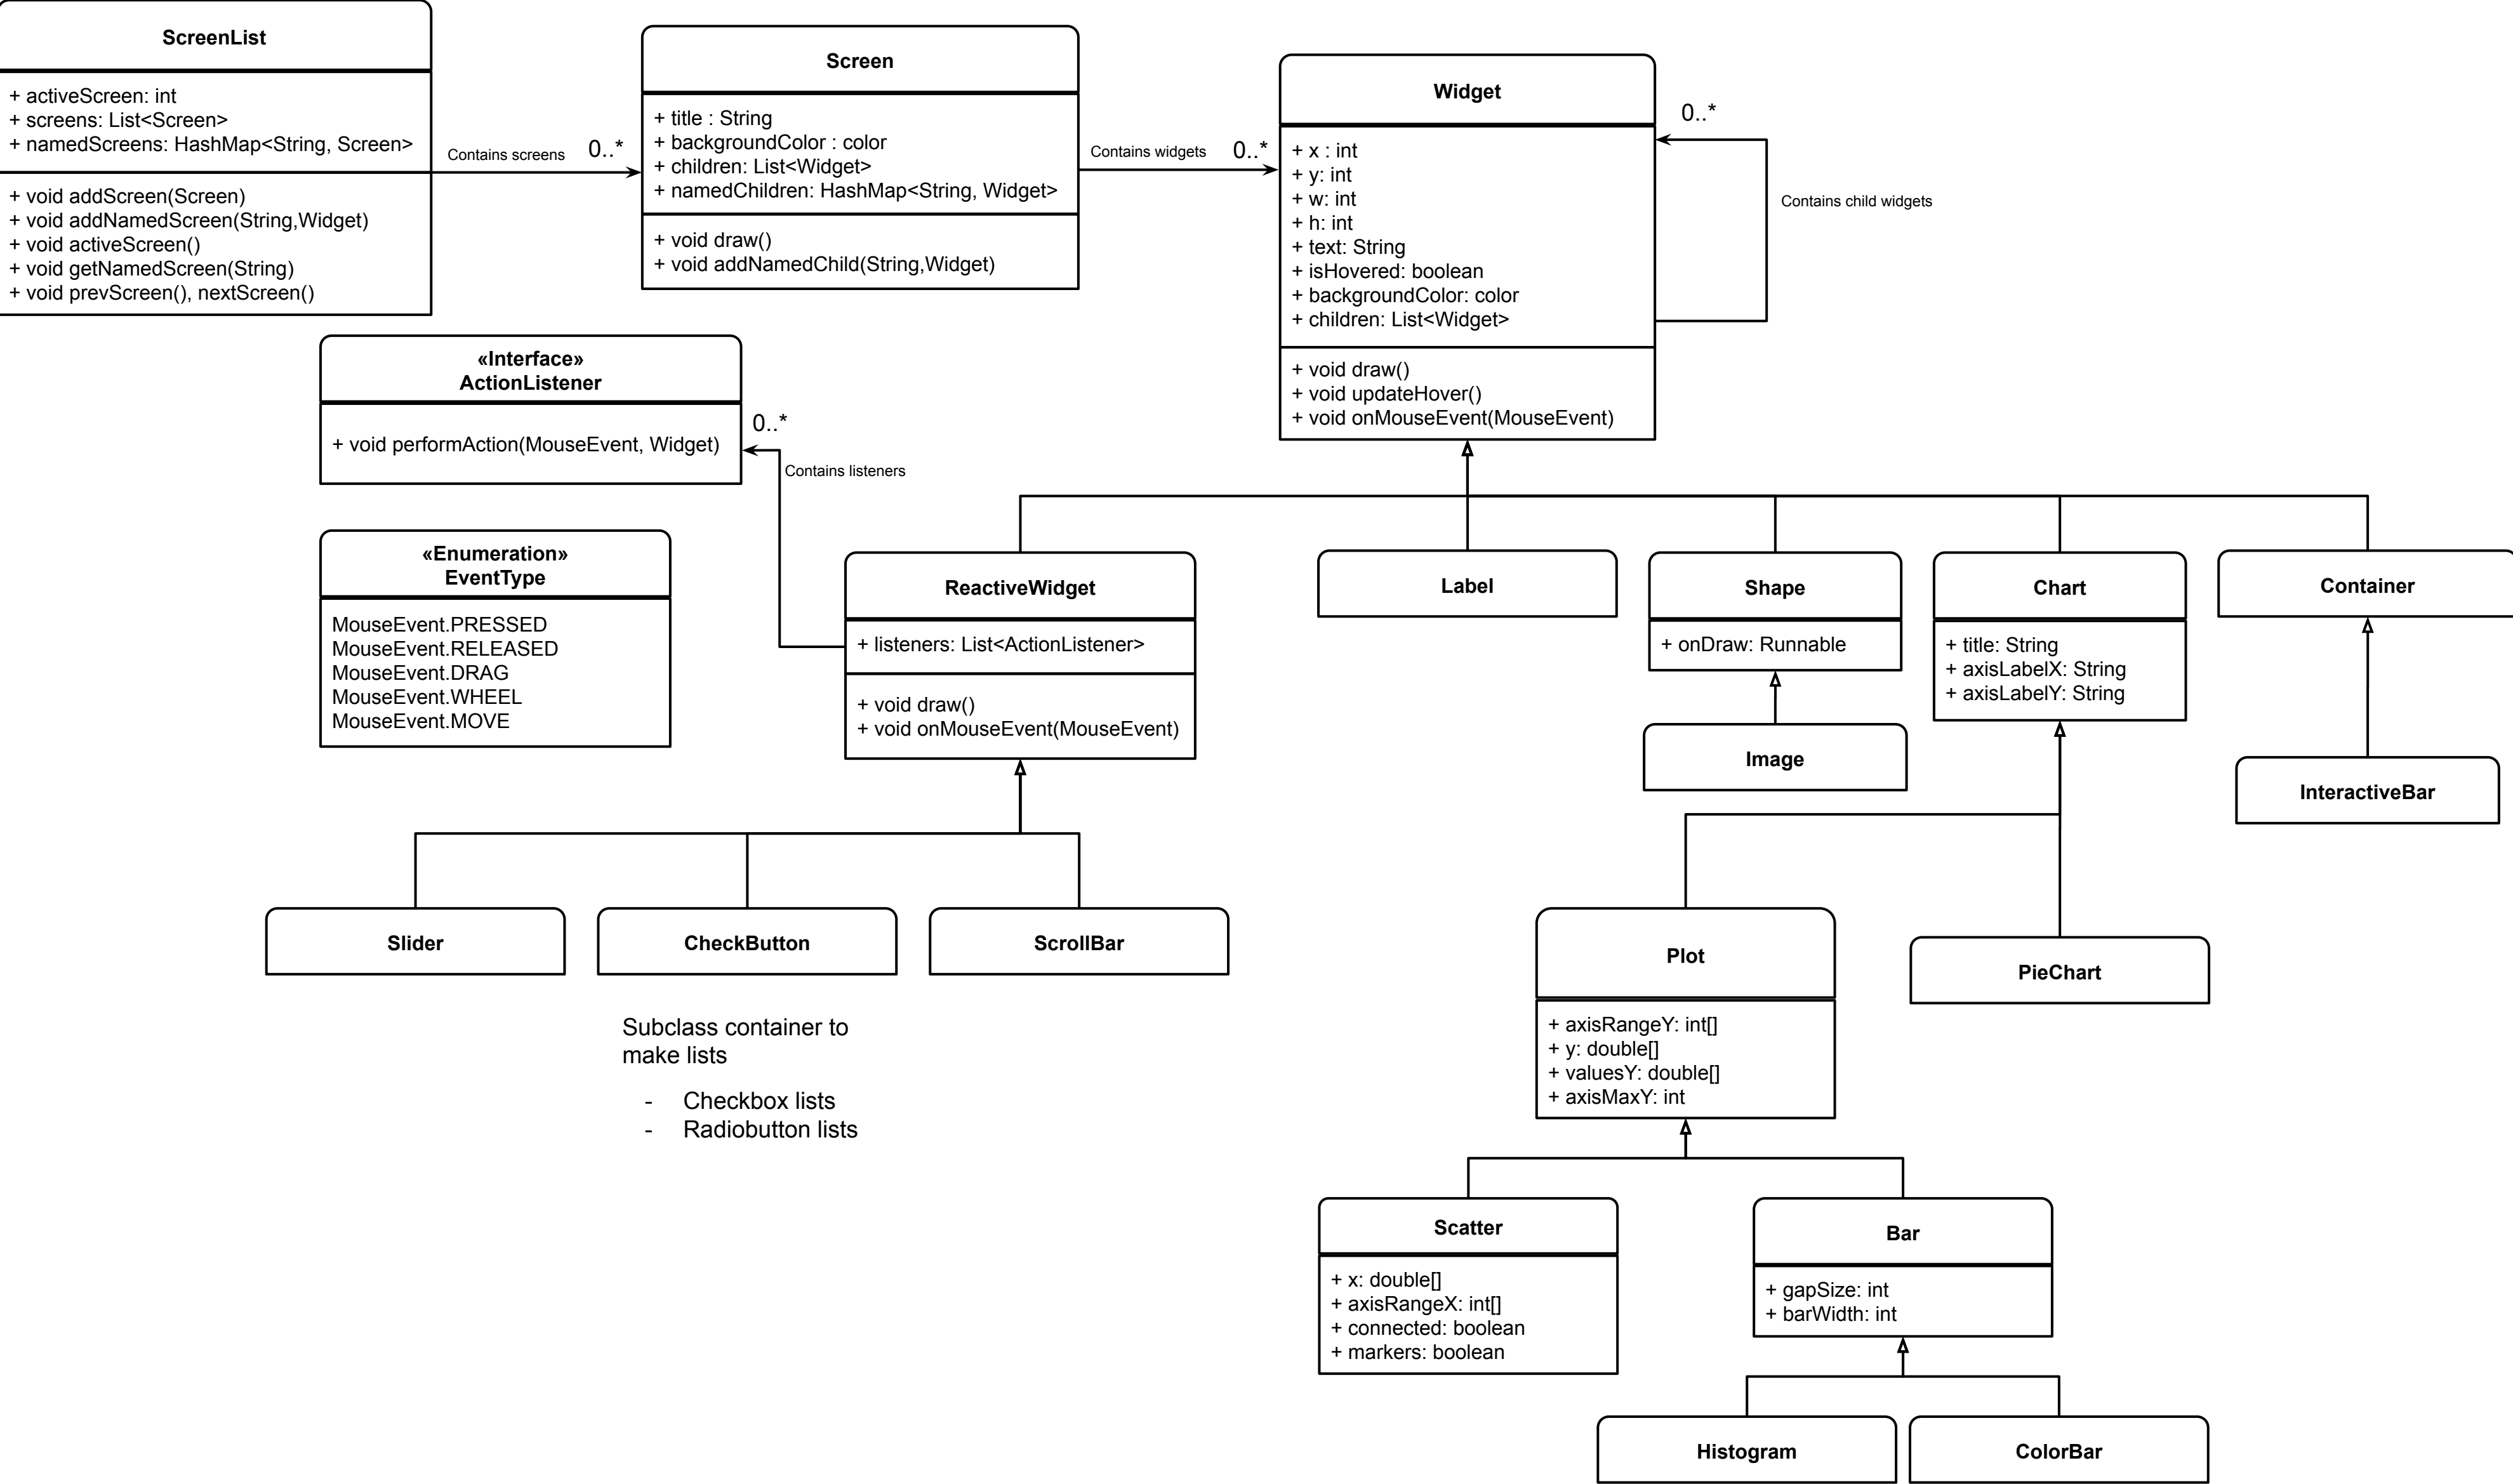 ScreenList
+ activeScreen: int
+ screens: List<Screen>
+ namedScreens: HashMap<String, Screen>
+ void addScreen(Screen)
+ void addNamedScreen(String,Widget)
+ void activeScreen()
+ void getNamedScreen(String)
+ void prevScreen(), nextScreen()
Contains screens
0..*
Screen
+ title : String
+ backgroundColor : color
+ children: List<Widget>
+ namedChildren: HashMap<String, Widget>
+ void draw()
+ void addNamedChild(String,Widget)
Contains widgets
0..*
Widget
+ x : int
+ y: int
+ w: int
+ h: int
+ text: String
+ isHovered: boolean
+ backgroundColor: color
+ children: List<Widget>
+ void draw()
+ void updateHover()
+ void onMouseEvent(MouseEvent)
0..*
Contains child widgets
«Interface»
ActionListener
+ void performAction(MouseEvent, Widget)
0..*
Contains listeners
«Enumeration»
EventType
MouseEvent.PRESSED
MouseEvent.RELEASED
MouseEvent.DRAG
MouseEvent.WHEEL
MouseEvent.MOVE
ReactiveWidget
+ listeners: List<ActionListener>
+ void draw()
+ void onMouseEvent(MouseEvent)
Label
Shape
+ onDraw: Runnable
Chart
+ title: String
+ axisLabelX: String
+ axisLabelY: String
Container
Image
InteractiveBar
Slider
CheckButton
ScrollBar
Subclass container to
make lists
- Checkbox lists
- Radiobutton lists
Plot
+ axisRangeY: int[]
+ y: double[]
+ valuesY: double[]
+ axisMaxY: int
PieChart
Scatter
+ x: double[]
+ axisRangeX: int[]
+ connected: boolean
+ markers: boolean
Bar
+ gapSize: int
+ barWidth: int
Histogram
ColorBar